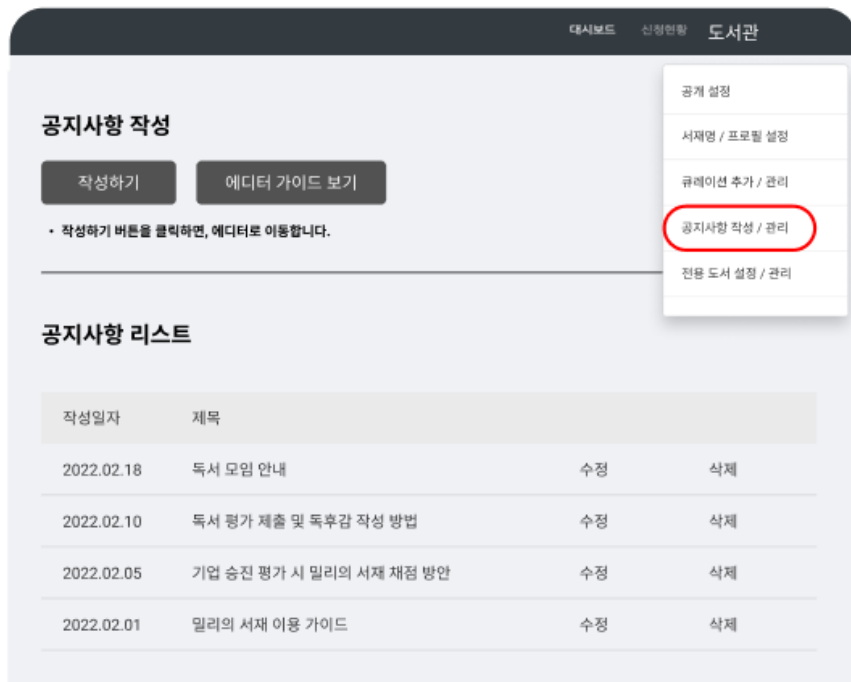 대시보드 신청현황 도서관
공개 설정
서재명 / 프로필 설정
큐레이션 추가 / 관리
공지사항 작성 / 관리
전용 도서 설정 / 관리
공지사항 작성
작성하기 에디터 가이드 보기
• 작성하기 버튼을 클릭하면, 에디터로 이동합니다.
공지사항 리스트
작성일자 제목
2022.02.18 독서 모임 안내 수정 삭제
2022.02.10 독서 평가 제출 및 독후감 작성 방법 수정 삭제
2022.02.05 기업 승진 평가 시 밀리의 서재 채점 방안 수정 삭제
2022.02.01 밀리의 서재 이용 가이드 수정 삭제